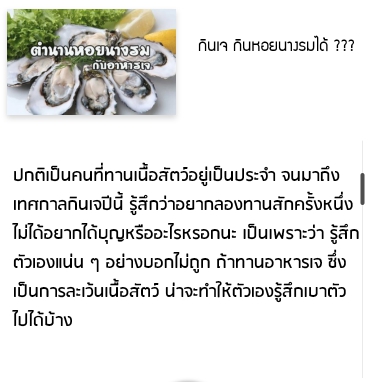 ตำนานหอยนางรม
กับอาหารเจ
กินเจ กินหอยนางรมได้ ???
ปกติเป็นคนที่ทานเนื้อสัตว์อยู่เป็นประจำ จนมาถึง
เทศกาลกินเจปีนี้ รู้สึกว่าอยากลองทานสักครั้งหนึ่ง
ไม่ได้อยากได้บุญหรืออะไรหรอกนะ เป็นเพราะว่า รู้สึก
ตัวเองแน่น ๆ อย่างบอกไม่ถูก ถ้าทานอาหารเจ ซึ่ง
เป็นการละเว้นเนื้อสัตว์ น่าจะทำให้ตัวเองรู้สึกเบาตัว
ไปได้บ้าง